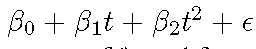 β₀ + β₁t + β₂t² + ϵ